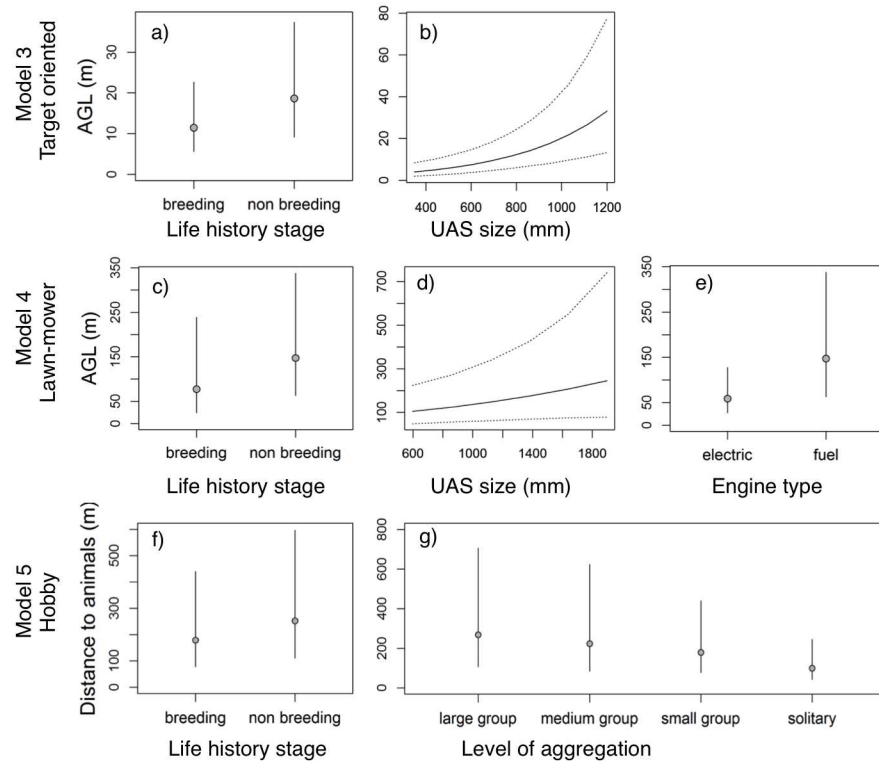 Model 3
Target oriented
AGL (m)
a)
0
10
20
30
breeding
non breeding
Life history stage
b)
0
20
40
60
80
400
600
800
1000
1200
UAS size (mm)
Model 4
Lawn-mower
AGL (m)
c)
0
50
150
250
350
breeding
non breeding
Life history stage
d)
100
300
500
700
600
1000
1400
1800
UAS size (mm)
e)
0
50
150
250
350
electric
fuel
Engine type
Model 5
Hobby
Distance to animals (m)
f)
0
100
300
500
breeding
non breeding
Life history stage
g)
0
200
400
600
800
large group
medium group
small group
solitary
Level of aggregation